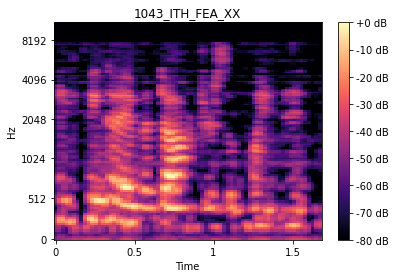 1043_ITH_FEA_XX
Hz
8192
4096
2048
1024
512
0
0
0.5
1
1.5
Time
+0 dB
-10 dB
-20 dB
-30 dB
-40 dB
-50 dB
-60 dB
-70 dB
-80 dB